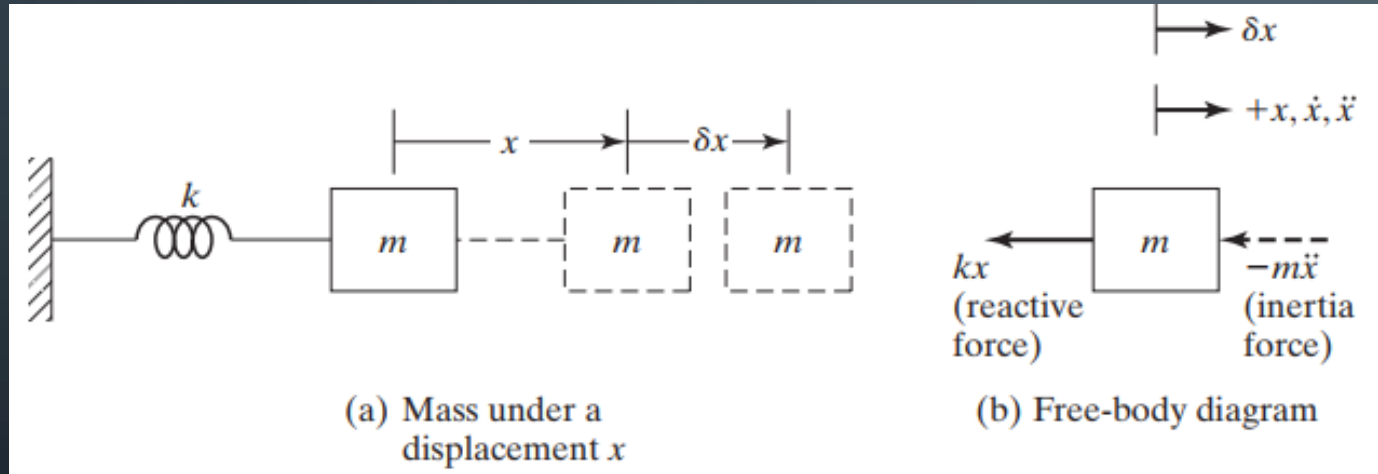 δx
+x, ẋ, ẍ
x
δx
k
m
m
m
m
kx
(reactive
force)
−mẍ
(inertia
force)
(a) Mass under a
displacement x
(b) Free-body diagram